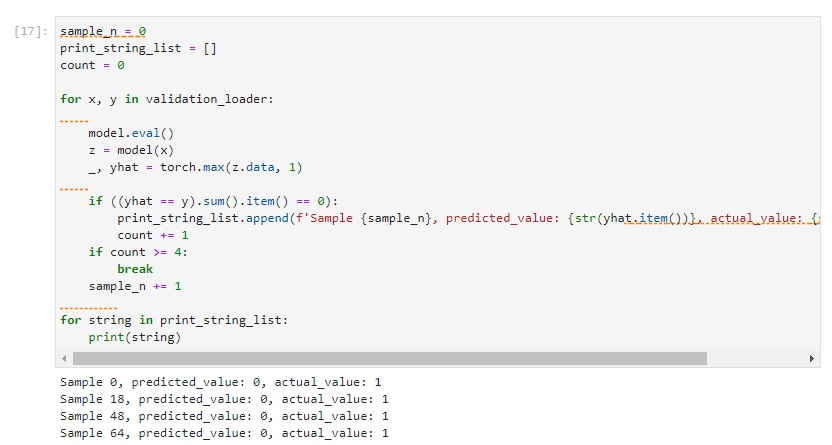 [17]:
sample_n = 0
print_string_list = []
count = 0
for x, y in validation_loader:
    model.eval()
    z = model(x)
    _, yhat = torch.max(z.data, 1)
    if ((yhat == y).sum().item() == 0):
        print_string_list.append(f'Sample {sample_n}, predicted_value: {str(yhat.item())}, actual_value: {
        count += 1
    if count >= 4:
        break
    sample_n += 1
for string in print_string_list:
    print(string)
Sample 0, predicted_value: 0, actual_value: 1
Sample 18, predicted_value: 0, actual_value: 1
Sample 48, predicted_value: 0, actual_value: 1
Sample 64, predicted_value: 0, actual_value: 1